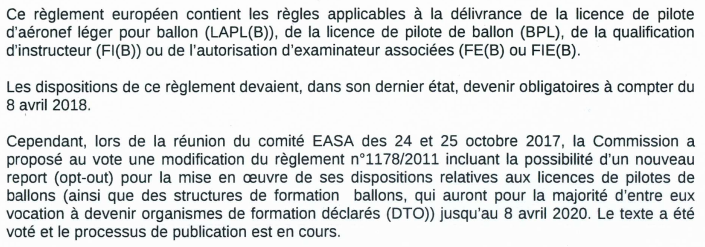 Ce règlement européen contient les règles applicables à la délivrance de la licence de pilote
d'aéronef léger pour ballon (LAPL(B)), de la licence de pilote de ballon (BPL), de la qualification
d'instructeur (FI(B)) ou de l'autorisation d'examinateur associées (FE(B) ou FIE(B).
Les dispositions de ce règlement devaient, dans son dernier état, devenir obligatoires à compter du
8 avril 2018.
Cependant, lors de la réunion du comité EASA des 24 et 25 octobre 2017, la Commission a
proposé au vote une modification du règlement n°1178/2011 incluant la possibilité d'un nouveau
report (opt-out) pour la mise en œuvre de ses dispositions relatives aux licences de pilotes de
ballons (ainsi que des structures de formation ballons, qui auront pour la majorité d'entre eux
vocation à devenir organismes de formation déclarés (DTO)) jusqu'au 8 avril 2020. Le texte a été
voté et le processus de publication est en cours.